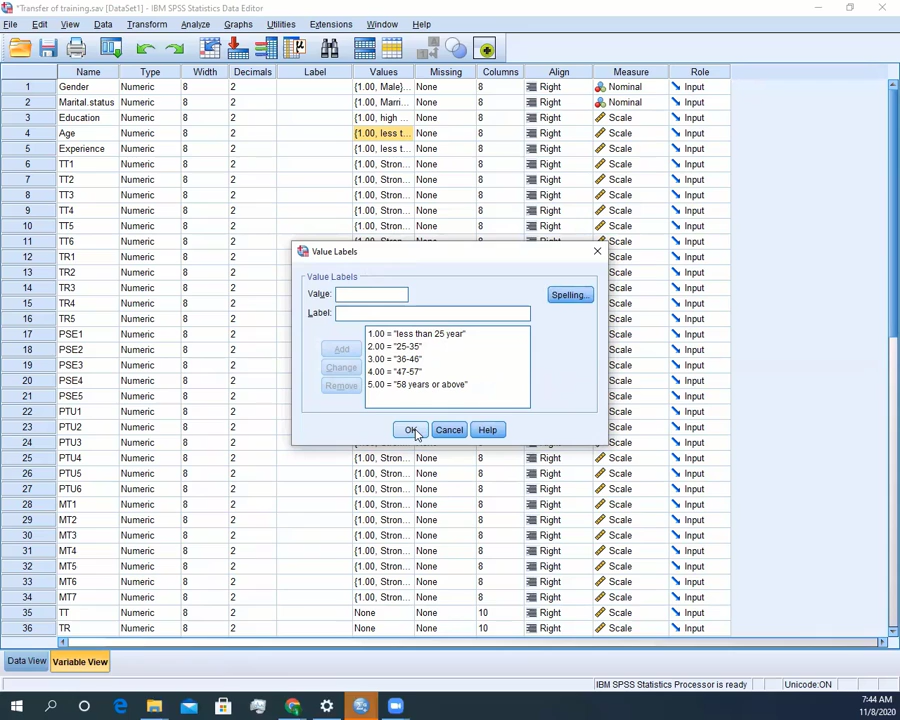 *Transfer of training.sav [DataSet1] - IBM SPSS Statistics Data Editor
File Edit View Data Transform Analyze Graphs Utilities Extensions Window Help
Name Type Width Decimals Label Values Missing Columns Align Measure Role
1 Gender Numeric 8 2 {1.00, Male}... None 8 Right Nominal Input
2 Marital.status Numeric 8 2 {1.00, Marri... None 8 Right Nominal Input
3 Education Numeric 8 2 {1.00, high ... None 8 Right Scale Input
4 Age Numeric 8 2 {1.00, less t... None 8 Right Scale Input
5 Experience Numeric 8 2 {1.00, less t... None 8 Right Scale Input
6 TT1 Numeric 8 2 {1.00, Stron... None 8 Right Scale Input
7 TT2 Numeric 8 2 {1.00, Stron... None 8 Right Scale Input
8 TT3 Numeric 8 2 {1.00, Stron... None 8 Right Scale Input
9 TT4 Numeric 8 2 {1.00, Stron... None 8 Right Scale Input
10 TT5 Numeric 8 2 {1.00, Stron... None 8 Right Scale Input
11 TT6 Numeric 8 2 {1.00, Stron... None 8 Right Scale Input
12 TR1 Numeric 8 2 Scale Input
13 TR2 Numeric 8 2 Scale Input
14 TR3 Numeric 8 2 Scale Input
15 TR4 Numeric 8 2 Scale Input
16 TR5 Numeric 8 2 Scale Input
17 PSE1 Numeric 8 2 Scale Input
18 PSE2 Numeric 8 2 Scale Input
19 PSE3 Numeric 8 2 Scale Input
20 PSE4 Numeric 8 2 Scale Input
21 PSE5 Numeric 8 2 Scale Input
22 PTU1 Numeric 8 2 Scale Input
23 PTU2 Numeric 8 2 Scale Input
24 PTU3 Numeric 8 2 Scale Input
25 PTU4 Numeric 8 2 {1.00, Stron... None 8 Right Scale Input
26 PTU5 Numeric 8 2 {1.00, Stron... None 8 Right Scale Input
27 PTU6 Numeric 8 2 {1.00, Stron... None 8 Right Scale Input
28 MT1 Numeric 8 2 {1.00, Stron... None 8 Right Scale Input
29 MT2 Numeric 8 2 {1.00, Stron... None 8 Right Scale Input
30 MT3 Numeric 8 2 {1.00, Stron... None 8 Right Scale Input
31 MT4 Numeric 8 2 {1.00, Stron... None 8 Right Scale Input
32 MT5 Numeric 8 2 {1.00, Stron... None 8 Right Scale Input
33 MT6 Numeric 8 2 {1.00, Stron... None 8 Right Scale Input
34 MT7 Numeric 8 2 {1.00, Stron... None 8 Right Scale Input
35 TT Numeric 8 2 None None 10 Right Scale Input
36 TR Numeric 8 2 None None 10 Right Scale Input
Value Labels
Value Labels
Value:
Spelling...
Label:
1.00 = "less than 25 year"
Add
2.00 = "25-35"
3.00 = "36-46"
Change
4.00 = "47-57"
Remove
5.00 = "58 years or above"
OK Cancel Help
Data View Variable View
IBM SPSS Statistics Processor is ready Unicode:ON
7:44 AM
11/8/2020